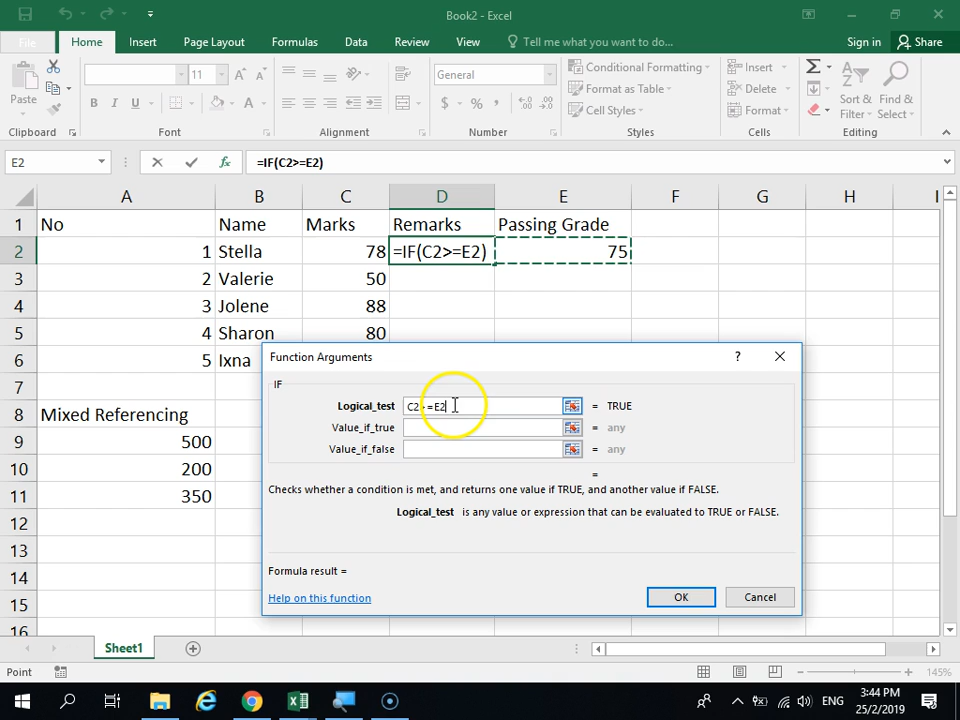 Book2 - Excel
File Home Insert Page Layout Formulas Data Review View Tell me what you want to do... Sign in Share
Paste
11
General
Conditional Formatting
Format as Table
Cell Styles
Insert
Delete
Format
Sort & Filter
Find & Select
Clipboard Font Alignment Number Styles Cells Editing
E2 =IF(C2>=E2)
A B C D E F G H I
1 No Name Marks Remarks Passing Grade
2 1 Stella 78 =IF(C2>=E2) 75
3 2 Valerie 50
4 3 Jolene 88
5 4 Sharon 80
6 5 Ixna
7
8 Mixed Referencing
9 500
10 200
11 350
12
13
14
15
16
Function Arguments ?
IF
Logical_test C2>=E2 = TRUE
Value_if_true = any
Value_if_false = any
=
Checks whether a condition is met, and returns one value if TRUE, and another value if FALSE.
Logical_test is any value or expression that can be evaluated to TRUE or FALSE.
Formula result =
Help on this function
OK Cancel
Sheet1
Point 145%
ENG
3:44 PM
25/2/2019